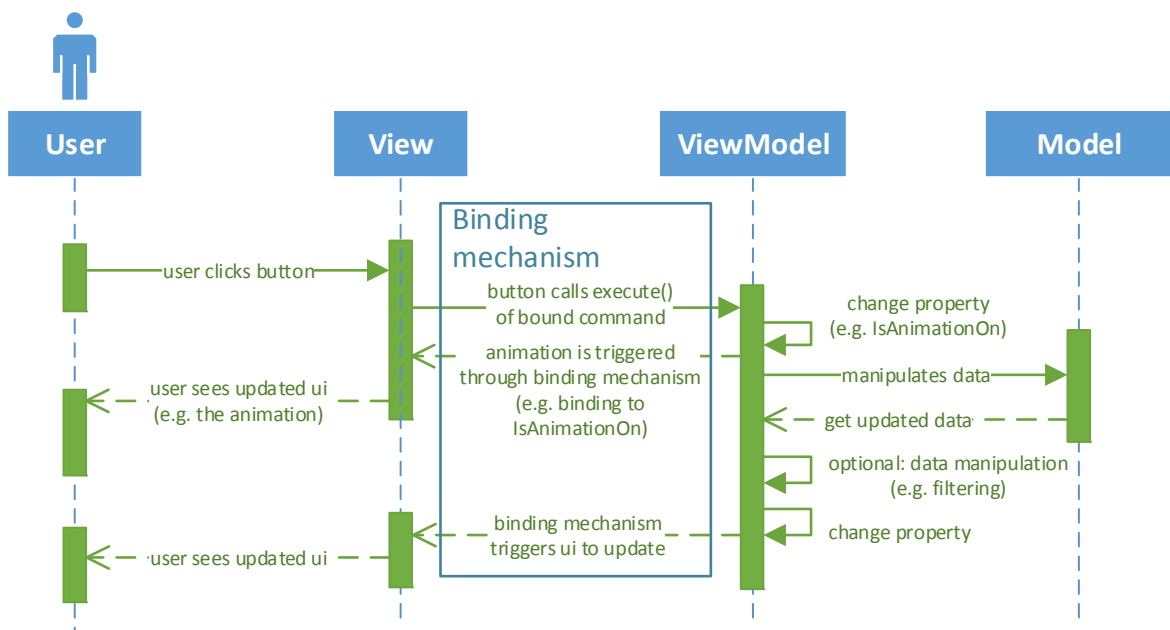 User
View
ViewModel
Model
Binding
mechanism
user clicks button
button calls execute()
of bound command
change property
(e.g. IsAnimationOn)
animation is triggered
through binding mechanism
(e.g. binding to
IsAnimationOn)
user sees updated ui
(e.g. the animation)
manipulates data
get updated data
optional: data manipulation
(e.g. filtering)
change property
binding mechanism
triggers ui to update
user sees updated ui